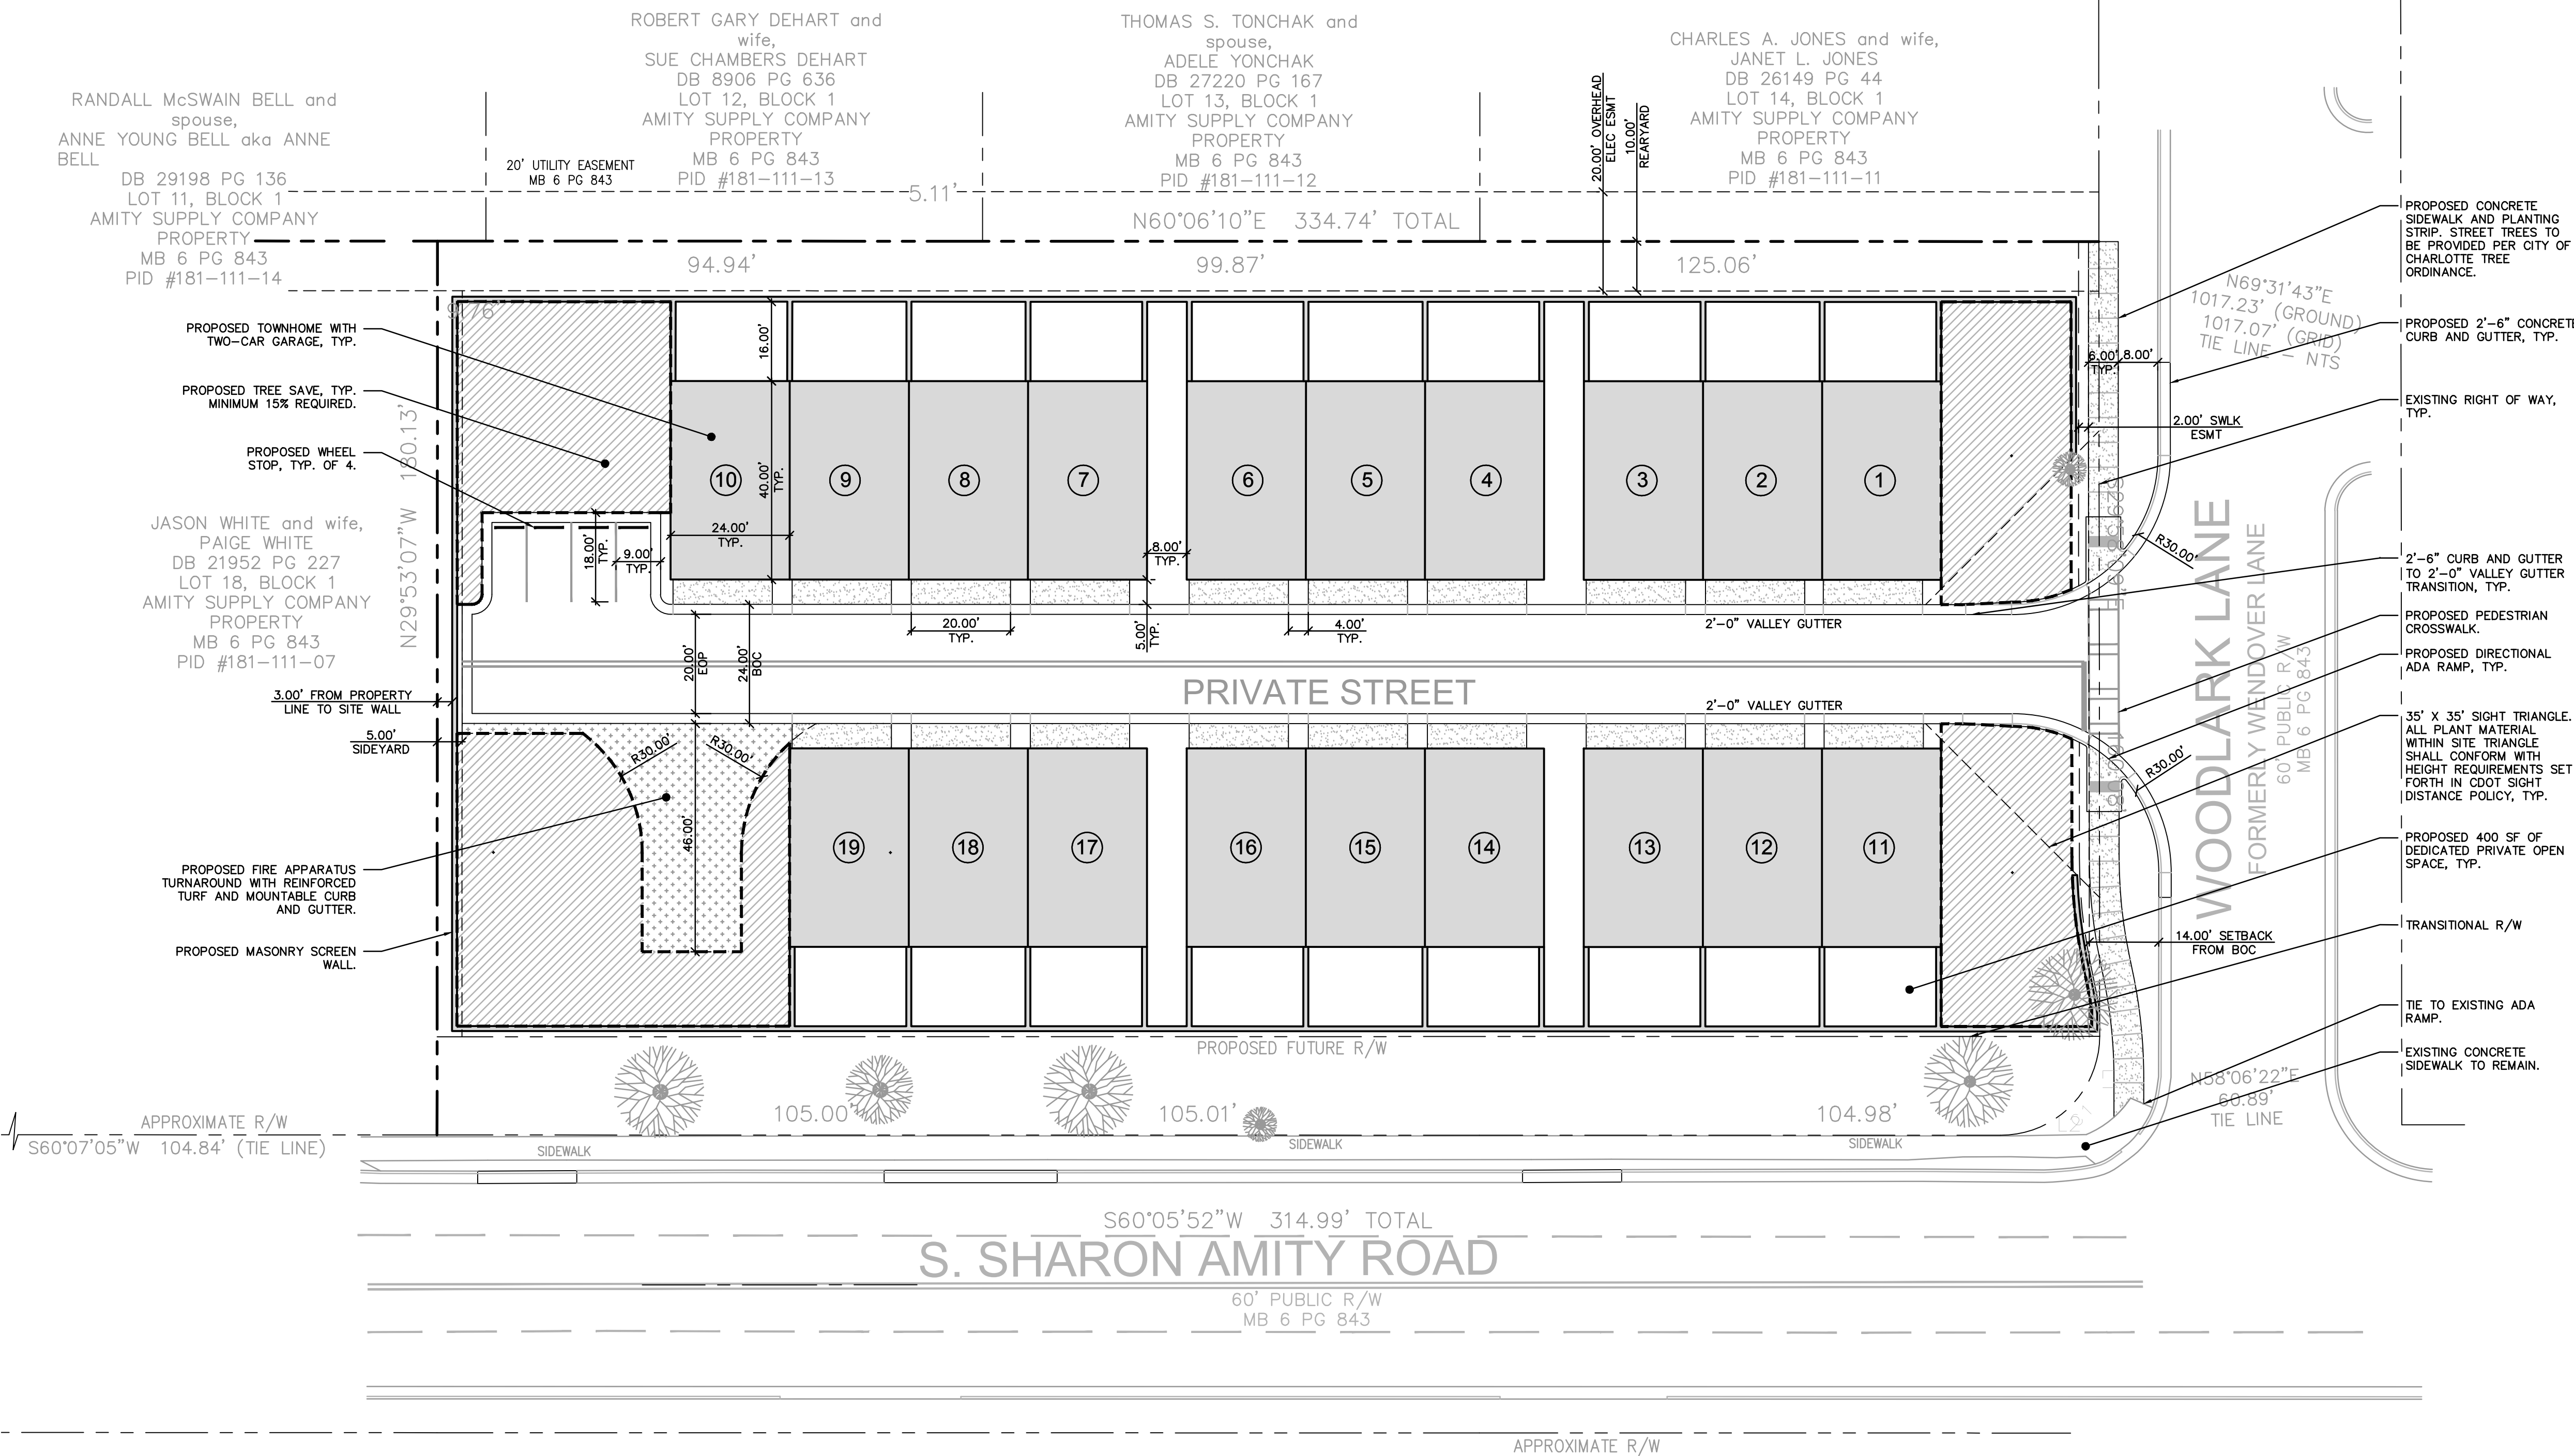 RANDALL McSWAIN BELL and
spouse,
ANNE YOUNG BELL aka ANNE
BELL
DB 29198 PG 136
LOT 11, BLOCK 1
AMITY SUPPLY COMPANY
PROPERTY
MB 6 PG 843
PID #181-111-14
ROBERT GARY DEHART and
wife,
SUE CHAMBERS DEHART
DB 8906 PG 636
LOT 12, BLOCK 1
AMITY SUPPLY COMPANY
PROPERTY
MB 6 PG 843
PID #181-111-13
20' UTILITY EASEMENT
MB 6 PG 843
THOMAS S. TONCHAK and
spouse,
ADELE YONCHAK
DB 27220 PG 167
LOT 13, BLOCK 1
AMITY SUPPLY COMPANY
PROPERTY
MB 6 PG 843
PID #181-111-12
CHARLES A. JONES and wife,
JANET L. JONES
DB 26149 PG 44
LOT 14, BLOCK 1
AMITY SUPPLY COMPANY
PROPERTY
MB 6 PG 843
PID #181-111-11
20.00' OVERHEAD
ELEC ESMT
10.00'
REARYARD
5.11'
N60°06'10"E 334.74' TOTAL
94.94'
99.87'
125.06'
PROPOSED TOWNHOME WITH
TWO-CAR GARAGE, TYP.
PROPOSED TREE SAVE, TYP.
MINIMUM 15% REQUIRED.
PROPOSED WHEEL
STOP, TYP. OF 4.
N29°53'07"W 180.13'
JASON WHITE and wife,
PAIGE WHITE
DB 21952 PG 227
LOT 18, BLOCK 1
AMITY SUPPLY COMPANY
PROPERTY
MB 6 PG 843
PID #181-111-07
3.00' FROM PROPERTY
LINE TO SITE WALL
5.00'
SIDEYARD
PROPOSED FIRE APPARATUS
TURNAROUND WITH REINFORCED
TURF AND MOUNTABLE CURB
AND GUTTER.
PROPOSED MASONRY SCREEN
WALL.
9.76'
16.00'
40.00'
TYP.
24.00'
TYP.
18.00'
TYP.
9.00'
TYP.
8.00'
TYP.
10
9
8
7
6
5
4
3
2
1
20.00'
TYP.
5.00'
TYP.
4.00'
TYP.
2'-0" VALLEY GUTTER
20.00'
EOP
24.00'
BOC
PRIVATE STREET
2'-0" VALLEY GUTTER
R30.00'
R30.00'
46.00'
19
18
17
16
15
14
13
12
11
PROPOSED FUTURE R/W
105.00'
105.01'
104.98'
APPROXIMATE R/W
S60°07'05"W 104.84' (TIE LINE)
SIDEWALK
SIDEWALK
SIDEWALK
S60°05'52"W 314.99' TOTAL
S. SHARON AMITY ROAD
60' PUBLIC R/W
MB 6 PG 843
APPROXIMATE R/W
N69°31'43"E
1017.23' (GROUND)
1017.07' (GRID)
TIE LINE - NTS
6.00'
TYP.
8.00'
2.00' SWLK
ESMT
R30.00'
R30.00'
WOODLARK LANE
FORMERLY WENDOVER LANE
60' PUBLIC R/W
MB 6 PG 843
14.00' SETBACK
FROM BOC
N58°06'22"E
60.89'
TIE LINE
PROPOSED CONCRETE
SIDEWALK AND PLANTING
STRIP. STREET TREES TO
BE PROVIDED PER CITY OF
CHARLOTTE TREE
ORDINANCE.
PROPOSED 2'-6" CONCRETE
CURB AND GUTTER, TYP.
EXISTING RIGHT OF WAY,
TYP.
2'-6" CURB AND GUTTER
TO 2'-0" VALLEY GUTTER
TRANSITION, TYP.
PROPOSED PEDESTRIAN
CROSSWALK.
PROPOSED DIRECTIONAL
ADA RAMP, TYP.
35' X 35' SIGHT TRIANGLE.
ALL PLANT MATERIAL
WITHIN SITE TRIANGLE
SHALL CONFORM WITH
HEIGHT REQUIREMENTS SET
FORTH IN CDOT SIGHT
DISTANCE POLICY, TYP.
PROPOSED 400 SF OF
DEDICATED PRIVATE OPEN
SPACE, TYP.
TRANSITIONAL R/W
TIE TO EXISTING ADA
RAMP.
EXISTING CONCRETE
SIDEWALK TO REMAIN.